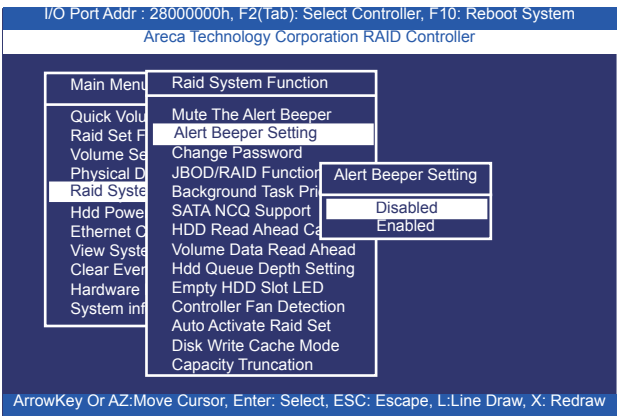 I/O Port Addr : 28000000h, F2(Tab): Select Controller, F10: Reboot System
Areca Technology Corporation RAID Controller
Main Menu
Quick Volu
Raid Set F
Volume Se
Physical D
Raid Syste
Hdd Powe
Ethernet C
View Syste
Clear Even
Hardware
System inf
Raid System Function
Mute The Alert Beeper
Alert Beeper Setting
Change Password
JBOD/RAID Function
Background Task Pri
SATA NCQ Support
HDD Read Ahead Ca
Volume Data Read Ahead
Hdd Queue Depth Setting
Empty HDD Slot LED
Controller Fan Detection
Auto Activate Raid Set
Disk Write Cache Mode
Capacity Truncation
Alert Beeper Setting
Disabled
Enabled
ArrowKey Or AZ:Move Cursor, Enter: Select, ESC: Escape, L:Line Draw, X: Redraw